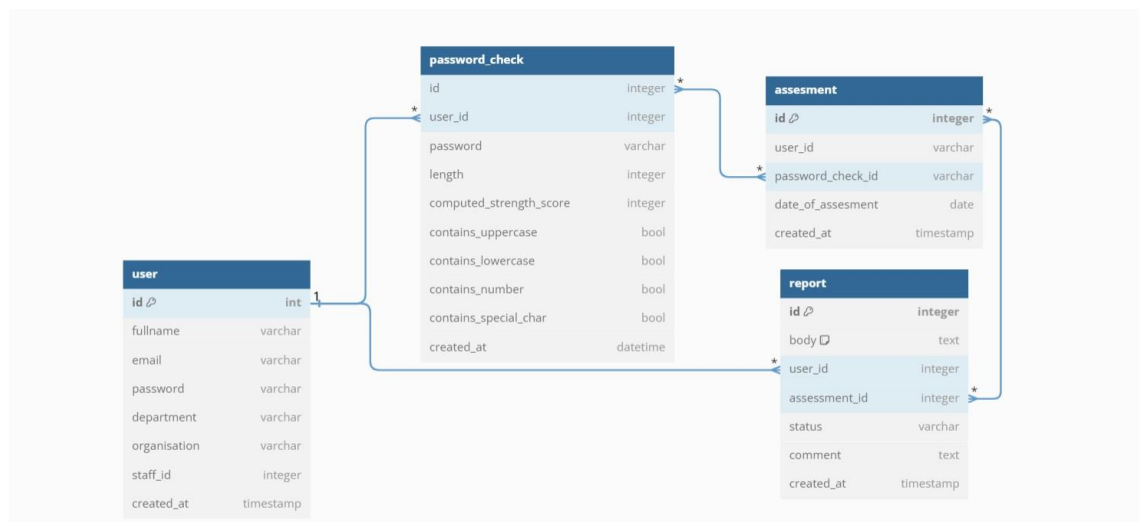 password_check
id integer
user_id integer
password varchar
length integer
computed_strength_score integer
contains_uppercase bool
contains_lowercase bool
contains_number bool
contains_special_char bool
created_at datetime
assesment
id integer
user_id varchar
password_check_id varchar
date_of_assesment date
created_at timestamp
user
id int
fullname varchar
email varchar
password varchar
department varchar
organisation varchar
staff_id integer
created_at timestamp
report
id integer
body text
user_id integer
assessment_id integer
status varchar
comment text
created_at timestamp
1
*
*
*
*
*
*